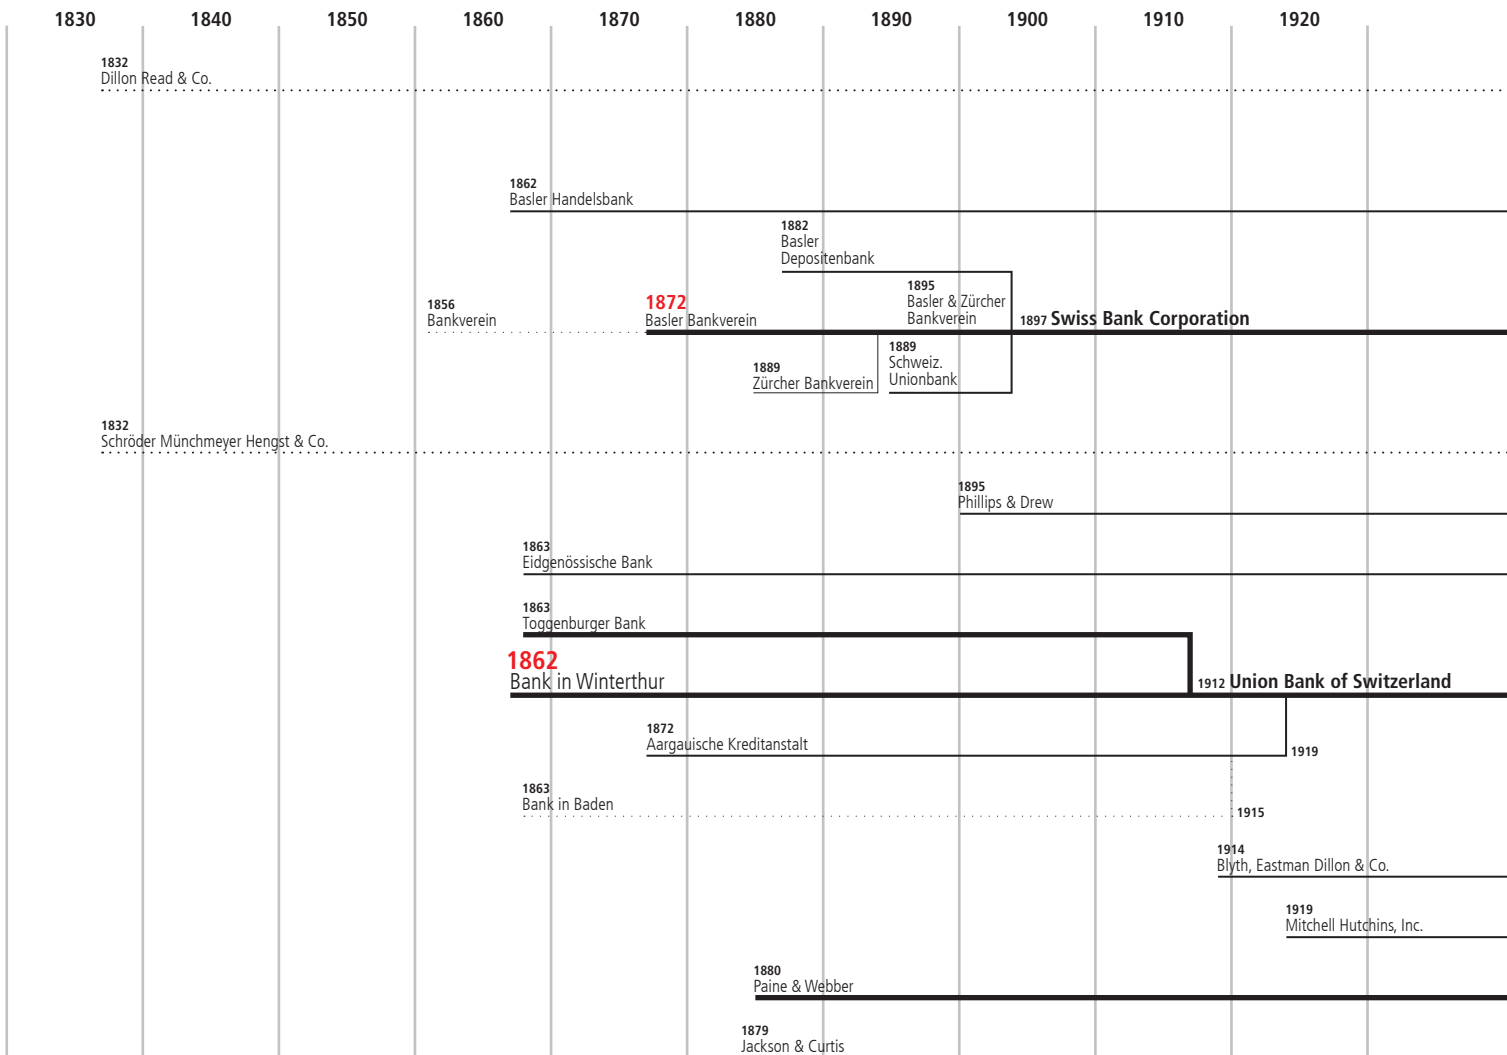 1830 1840 1850 1860 1870 1880 1890 1900 1910 1920
1832
Dillon Read & Co.
1862
Basler Handelsbank
1882
Basler
Depositenbank
1856
Bankverein
1872
Basler Bankverein
1895
Basler & Zürcher
Bankverein
1897 Swiss Bank Corporation
1889
Zürcher Bankverein
1889
Schweiz.
Unionbank
1832
Schröder Münchmeyer Hengst & Co.
1895
Phillips & Drew
1863
Eidgenössische Bank
1863
Toggenburger Bank
1862
Bank in Winterthur
1912 Union Bank of Switzerland
1872
Aargauische Kreditanstalt
1919
1863
Bank in Baden
1915
1914
Blyth, Eastman Dillon & Co.
1919
Mitchell Hutchins, Inc.
1880
Paine & Webber
1879
Jackson & Curtis